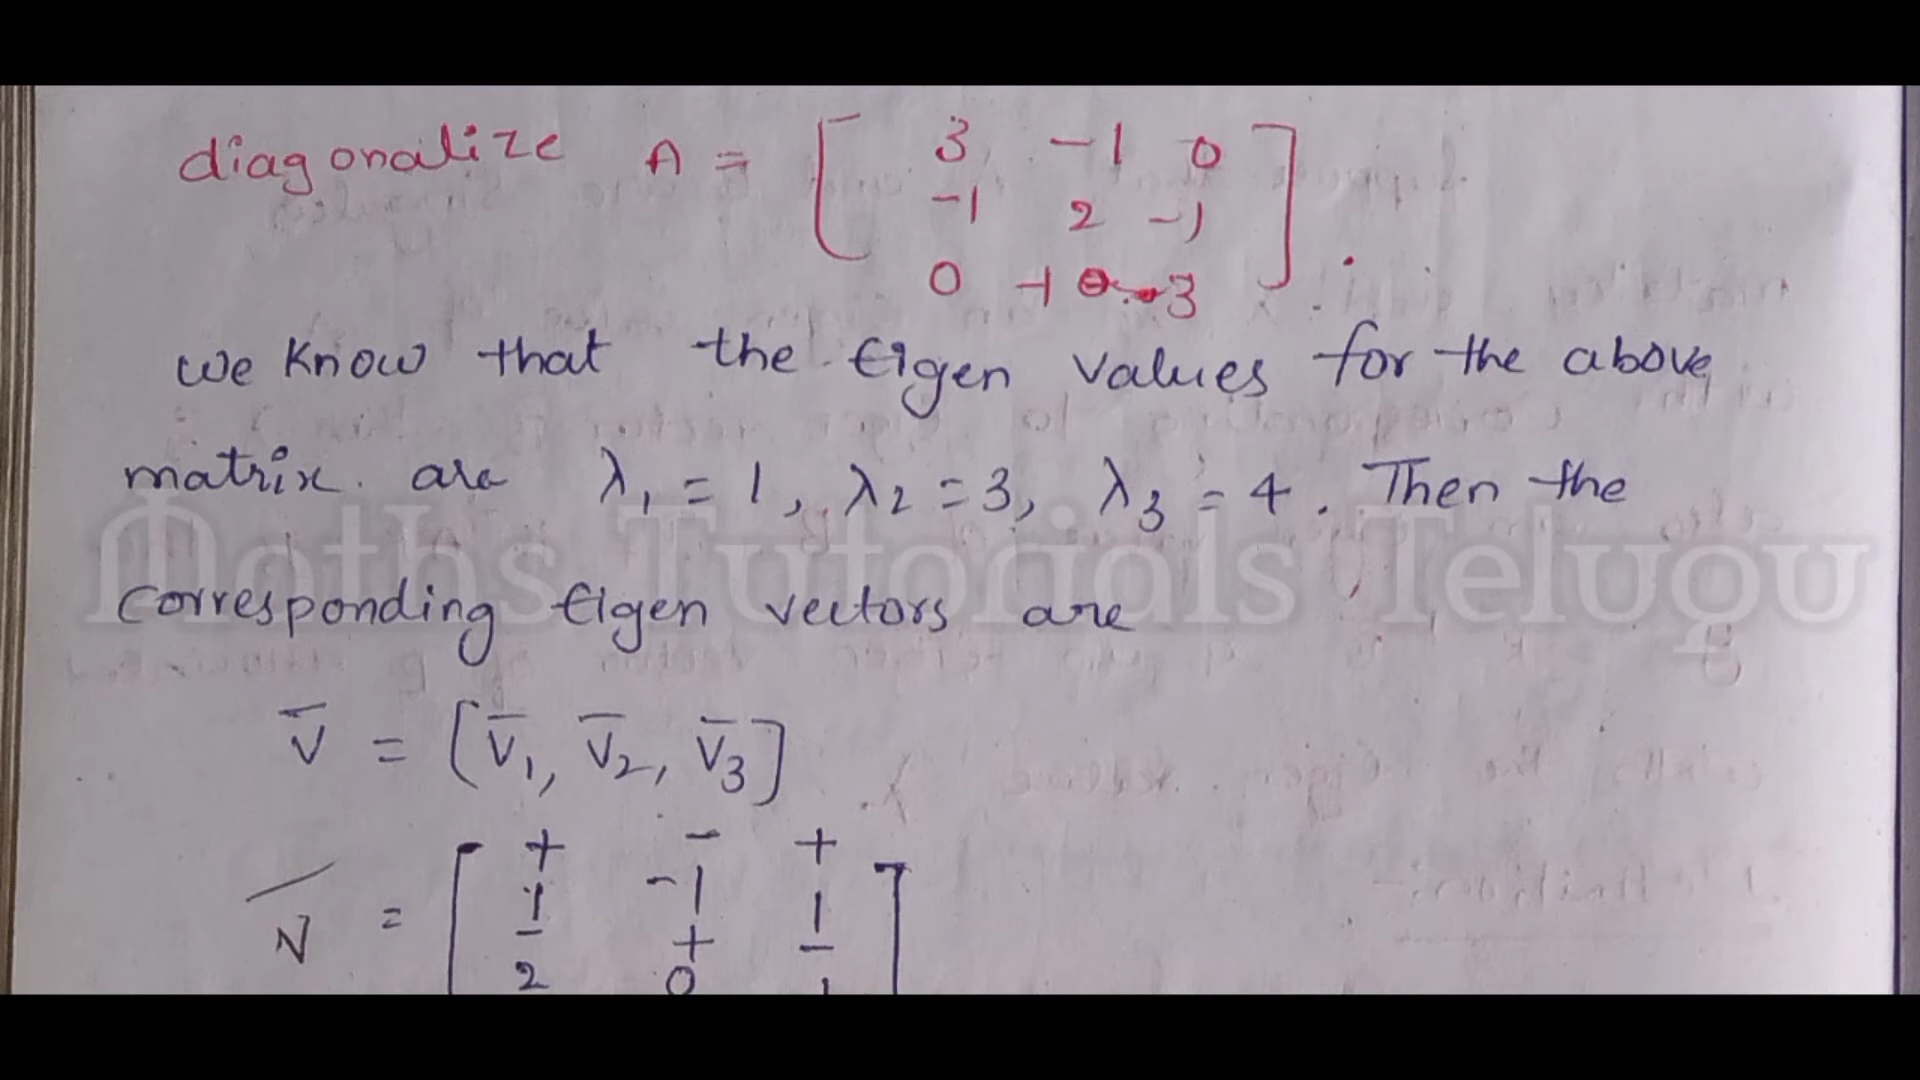 diagonalize A = [ 3 -1 0
-1 2 -1
0 -1 3 ].
we know that the Eigen values for the above
matrix are λ1 = 1, λ2 = 3, λ3 = 4. Then the
Maths Tutorials Telugu
corresponding Eigen vectors are
V̄ = [V̄1, V̄2, V̄3]
+ - +
V̄ = [ 1 -1 1
- + -
2 0